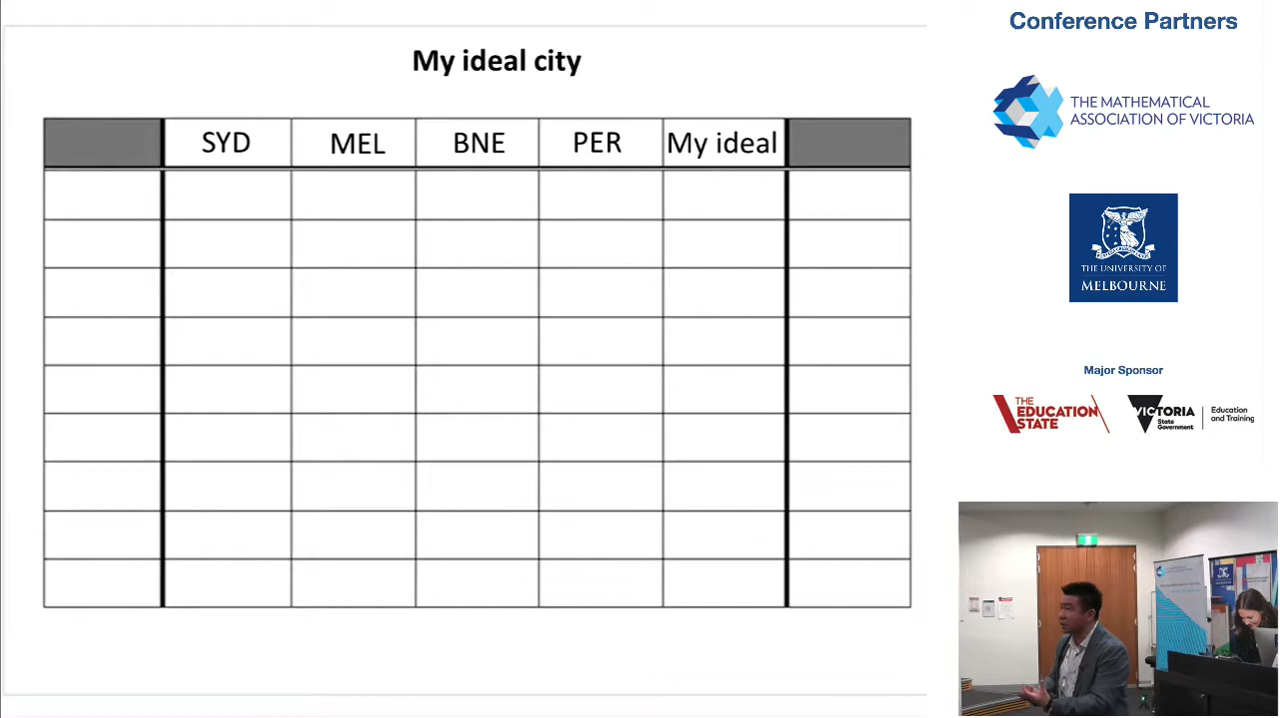 My ideal city
SYD MEL BNE PER My ideal
Conference Partners
THE MATHEMATICAL
ASSOCIATION OF VICTORIA
THE UNIVERSITY OF
MELBOURNE
Major Sponsor
THE
EDUCATION
STATE
VICTORIA
State
Government
Education
and Training